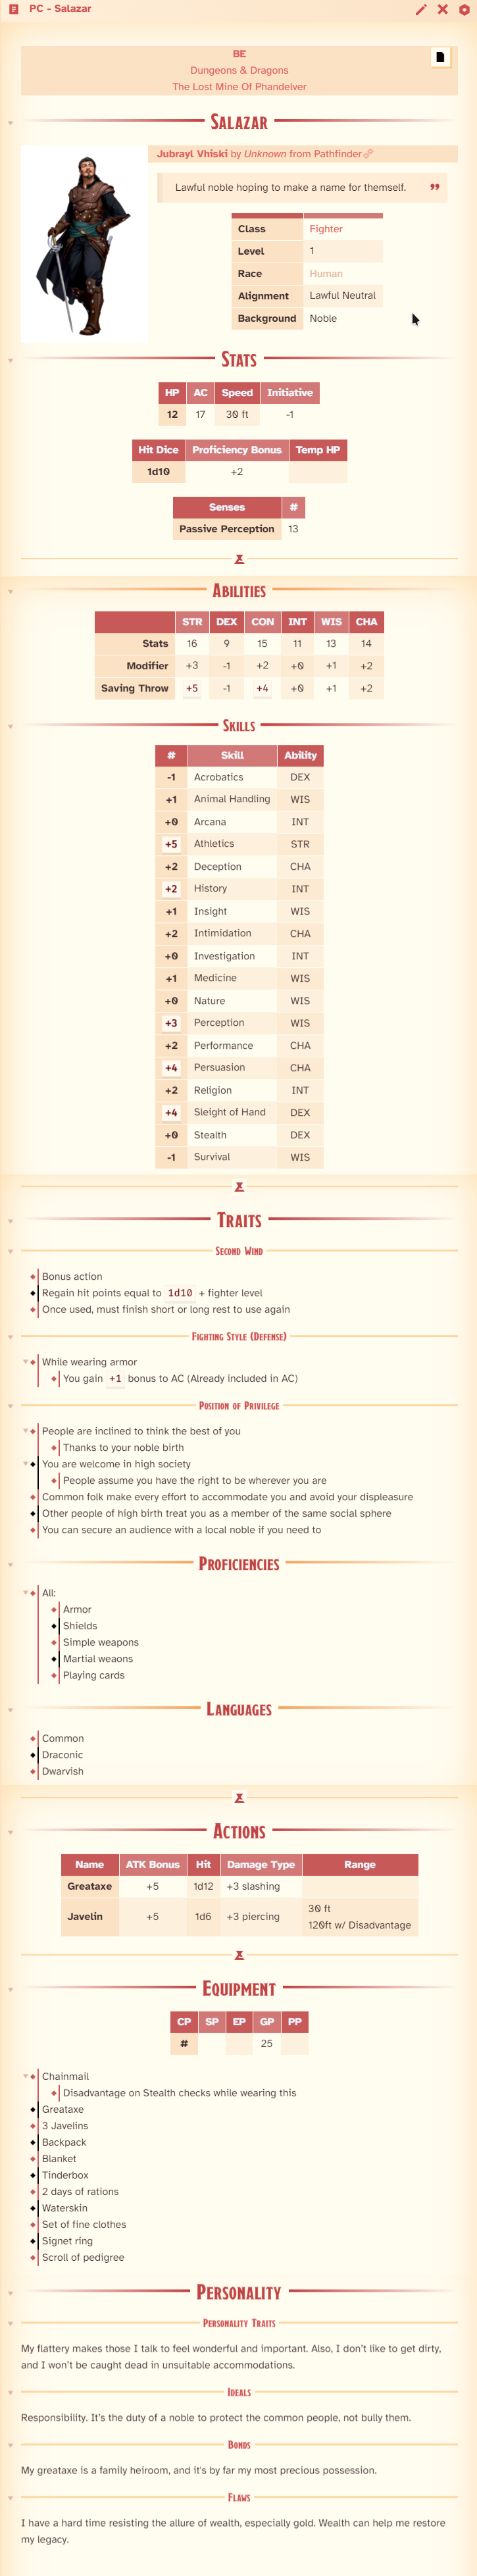 PC - Salazar
BE
Dungeons & Dragons
The Lost Mine Of Phandelver
Salazar
Jubrayl Vhiski by Unknown from Pathfinder
Lawful noble hoping to make a name for themself.
Class Fighter
Level 1
Race Human
Alignment Lawful Neutral
Background Noble
Stats
HP AC Speed Initiative
12 17 30 ft -1
Hit Dice Proficiency Bonus Temp HP
1d10 +2
Senses #
Passive Perception 13
Abilities
STR DEX CON INT WIS CHA
Stats 16 9 15 11 13 14
Modifier +3 -1 +2 +0 +1 +2
Saving Throw +5 -1 +4 +0 +1 +2
Skills
# Skill Ability
-1 Acrobatics DEX
+1 Animal Handling WIS
+0 Arcana INT
+5 Athletics STR
+2 Deception CHA
+2 History INT
+1 Insight WIS
+2 Intimidation CHA
+0 Investigation INT
+1 Medicine WIS
+0 Nature WIS
+3 Perception WIS
+2 Performance CHA
+4 Persuasion CHA
+2 Religion INT
+4 Sleight of Hand DEX
+0 Stealth DEX
-1 Survival WIS
Traits
Second Wind
Bonus action
Regain hit points equal to 1d10 + fighter level
Once used, must finish short or long rest to use again
Fighting Style (Defense)
While wearing armor
You gain +1 bonus to AC (Already included in AC)
Position of Privilege
People are inclined to think the best of you
Thanks to your noble birth
You are welcome in high society
People assume you have the right to be wherever you are
Common folk make every effort to accommodate you and avoid your displeasure
Other people of high birth treat you as a member of the same social sphere
You can secure an audience with a local noble if you need to
Proficiencies
All:
Armor
Shields
Simple weapons
Martial weaons
Playing cards
Languages
Common
Draconic
Dwarvish
Actions
Name ATK Bonus Hit Damage Type Range
Greataxe +5 1d12 +3 slashing
Javelin +5 1d6 +3 piercing 30 ft
120ft w/ Disadvantage
Equipment
CP SP EP GP PP
# 25
Chainmail
Disadvantage on Stealth checks while wearing this
Greataxe
3 Javelins
Backpack
Blanket
Tinderbox
2 days of rations
Waterskin
Set of fine clothes
Signet ring
Scroll of pedigree
Personality
Personality Traits
My flattery makes those I talk to feel wonderful and important. Also, I don't like to get dirty,
and I won't be caught dead in unsuitable accommodations.
Ideals
Responsibility. It's the duty of a noble to protect the common people, not bully them.
Bonds
My greataxe is a family heiroom, and it's by far my most precious possession.
Flaws
I have a hard time resisting the allure of wealth, especially gold. Wealth can help me restore
my legacy.